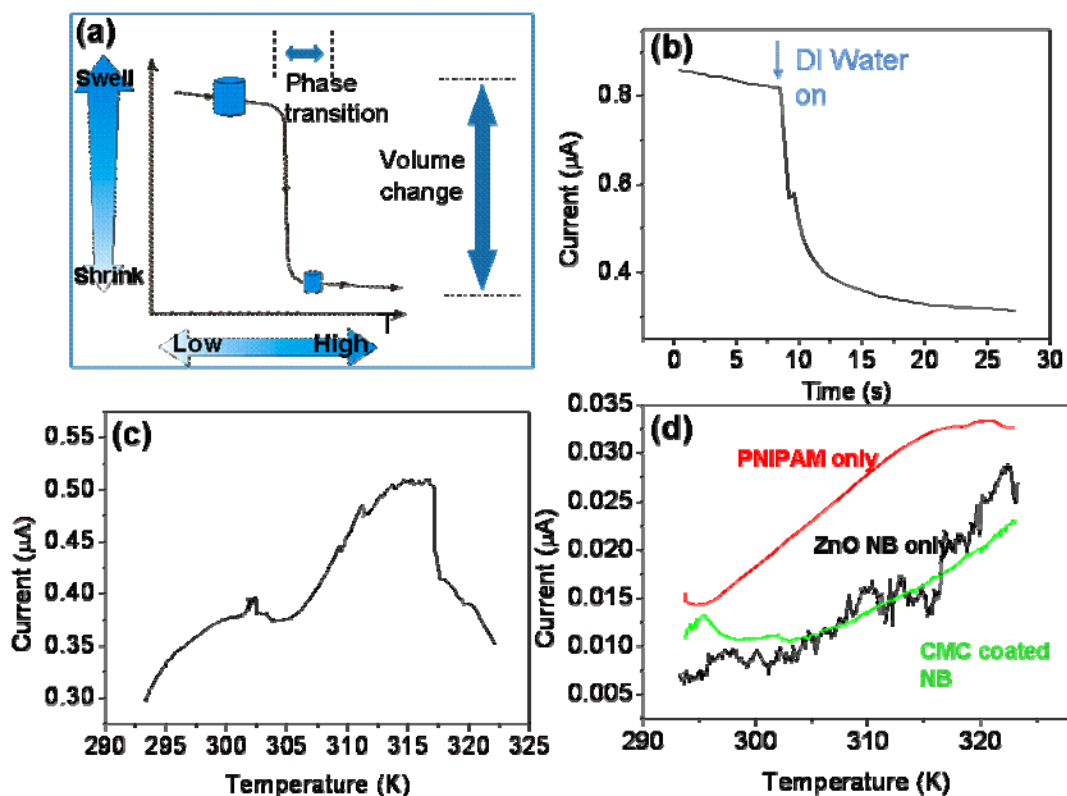 (a)
Swell
Phase
transition
Volume
change
Shrink
T
Low
High
(b)
DI Water
on
0.8
0.6
0.4
Current (µA)
0 5 10 15 20 25 30
Time (s)
(c)
0.55
0.50
0.45
0.40
0.35
0.30
Current (µA)
290 295 300 305 310 315 320 325
Temperature (K)
(d)
0.035
0.030
0.025
0.020
0.015
0.010
0.005
Current (µA)
PNIPAM only
ZnO NB only
CMC coated
NB
290 300 310 320
Temperature (K)